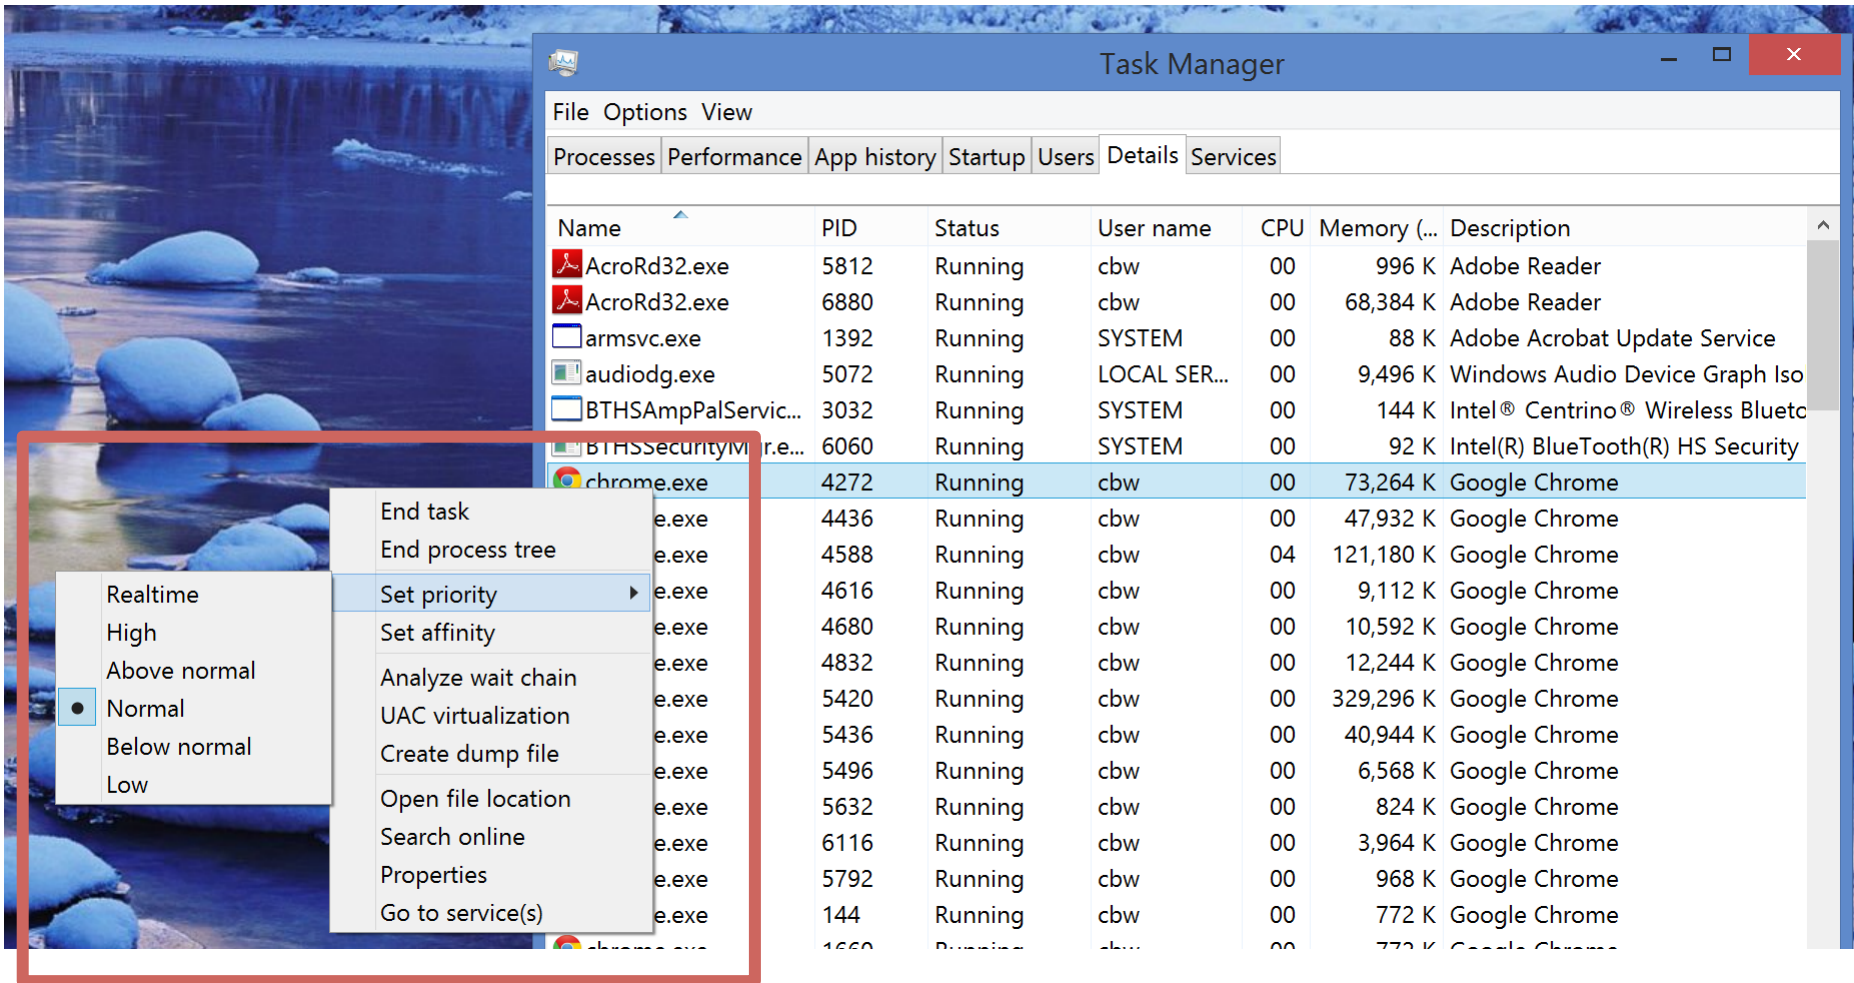 Task Manager
File Options View
Processes Performance App history Startup Users Details Services
Name PID Status User name CPU Memory (... Description
AcroRd32.exe 5812 Running cbw 00 996 K Adobe Reader
AcroRd32.exe 6880 Running cbw 00 68,384 K Adobe Reader
armsvc.exe 1392 Running SYSTEM 00 88 K Adobe Acrobat Update Service
audiodg.exe 5072 Running LOCAL SER... 00 9,496 K Windows Audio Device Graph Iso
BTHSAmpPalServic... 3032 Running SYSTEM 00 144 K Intel® Centrino® Wireless Blueto
BTHSSecurityMgr.e... 6060 Running SYSTEM 00 92 K Intel(R) BlueTooth(R) HS Security
chrome.exe 4272 Running cbw 00 73,264 K Google Chrome
e.exe 4436 Running cbw 00 47,932 K Google Chrome
e.exe 4588 Running cbw 04 121,180 K Google Chrome
e.exe 4616 Running cbw 00 9,112 K Google Chrome
e.exe 4680 Running cbw 00 10,592 K Google Chrome
e.exe 4832 Running cbw 00 12,244 K Google Chrome
e.exe 5420 Running cbw 00 329,296 K Google Chrome
e.exe 5436 Running cbw 00 40,944 K Google Chrome
e.exe 5496 Running cbw 00 6,568 K Google Chrome
e.exe 5632 Running cbw 00 824 K Google Chrome
e.exe 6116 Running cbw 00 3,964 K Google Chrome
e.exe 5792 Running cbw 00 968 K Google Chrome
e.exe 144 Running cbw 00 772 K Google Chrome
chrome.exe 1660 Running cbw 00 772 K Google Chrome
End task
End process tree
Set priority
Set affinity
Analyze wait chain
UAC virtualization
Create dump file
Open file location
Search online
Properties
Go to service(s)
Realtime
High
Above normal
Normal
Below normal
Low